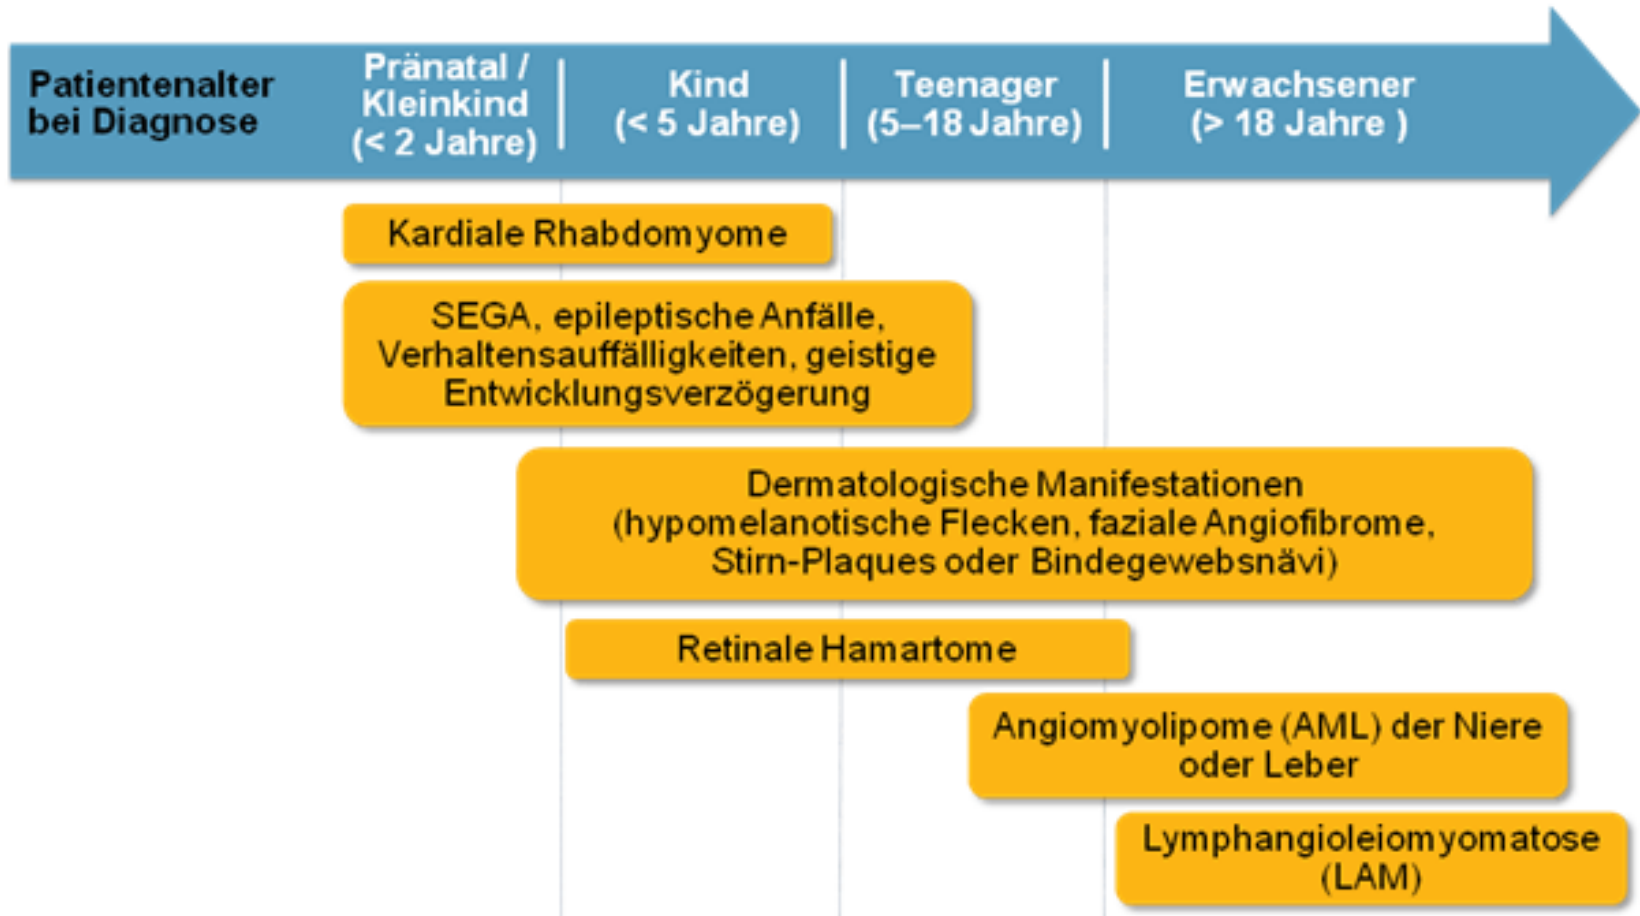 Patientenalter
bei Diagnose
Pränatal /
Kleinkind
(< 2 Jahre)
Kind
(< 5 Jahre)
Teenager
(5–18 Jahre)
Erwachsener
(> 18 Jahre )
Kardiale Rhabdomyome
SEGA, epileptische Anfälle,
Verhaltensauffälligkeiten, geistige
Entwicklungsverzögerung
Dermatologische Manifestationen
(hypomelanotische Flecken, faziale Angiofibrome,
Stirn-Plaques oder Bindegewebsnävi)
Retinale Hamartome
Angiomyolipome (AML) der Niere
oder Leber
Lymphangioleiomyomatose
(LAM)